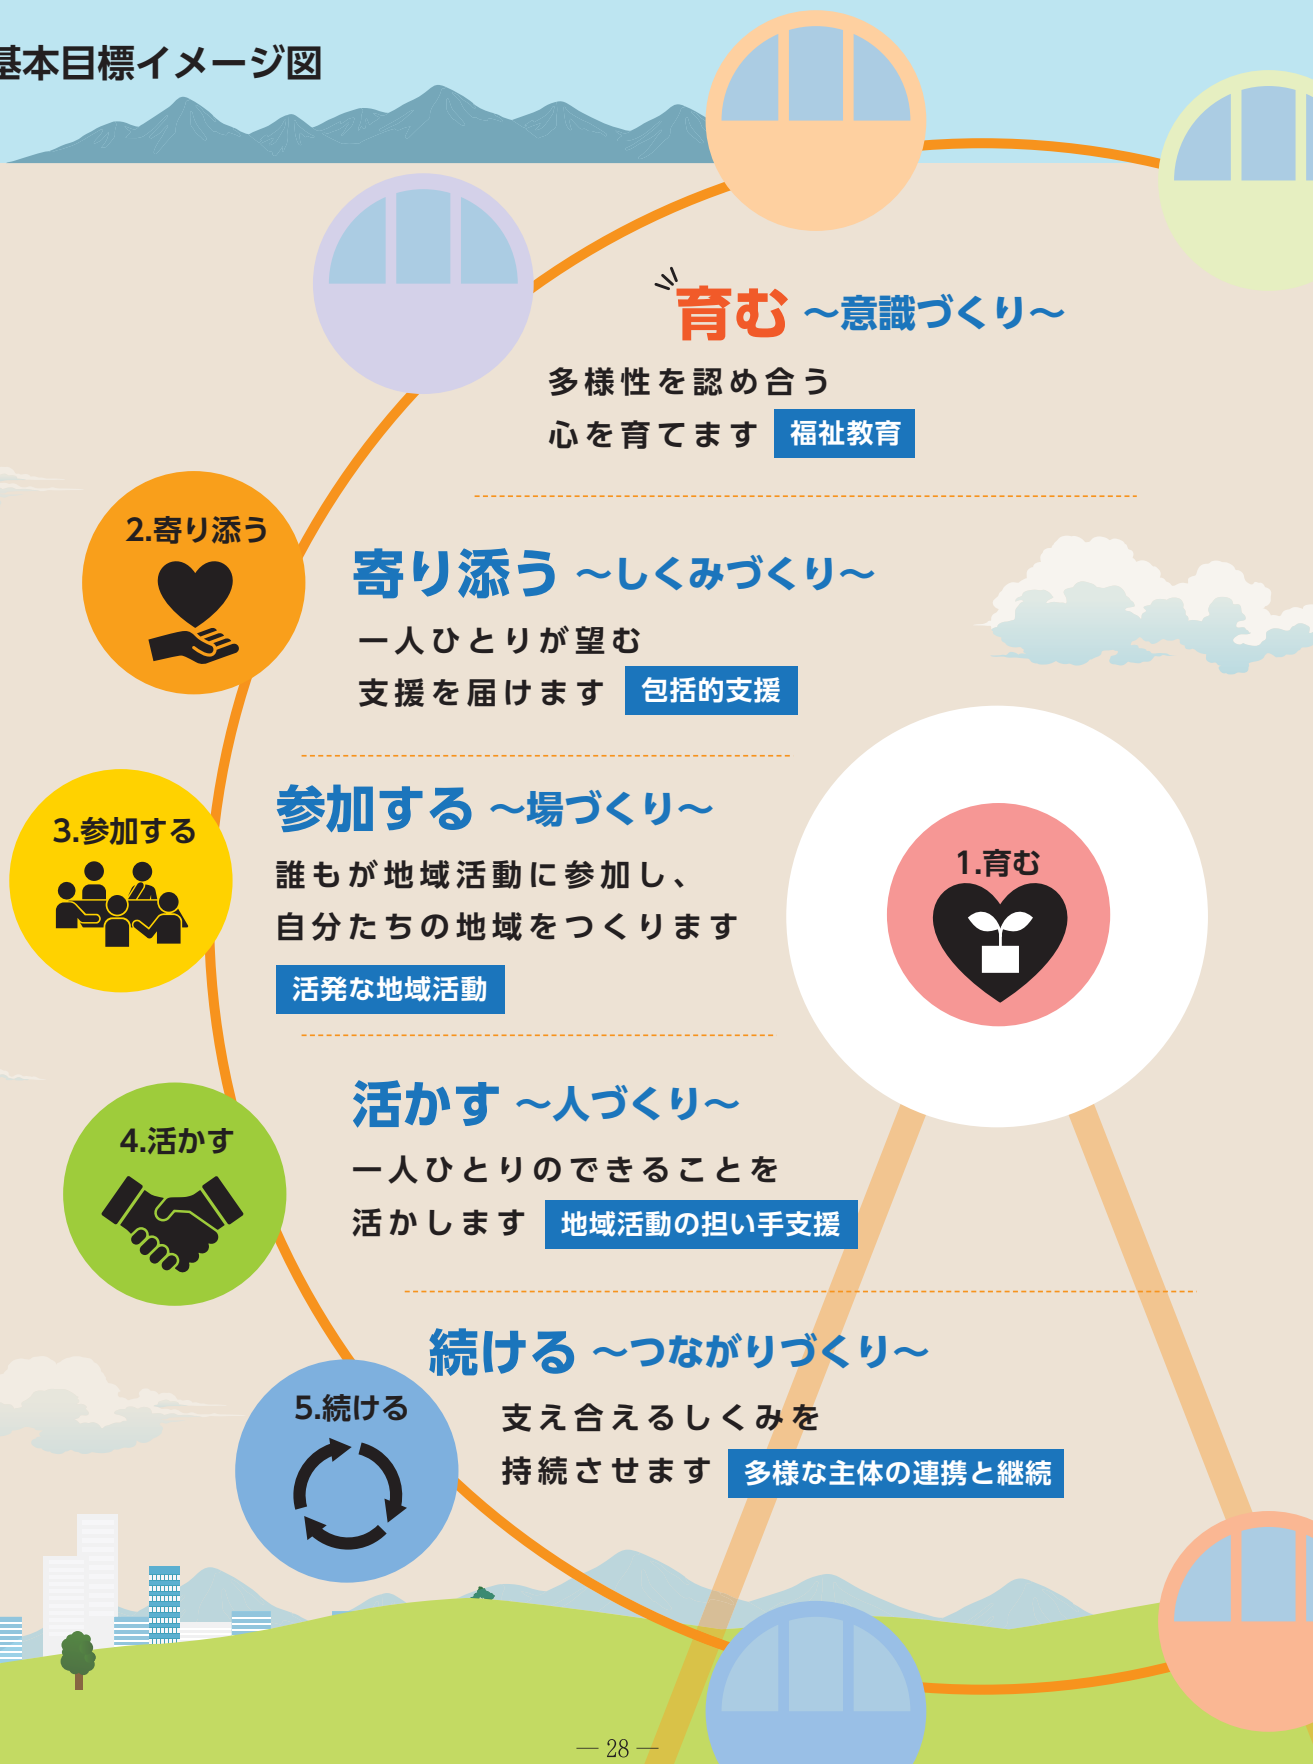 基本目標イメージ図
育む ～意識づくり～
多様性を認め合う
心を育てます 福祉教育
2.寄り添う
寄り添う ～しくみづくり～
一人ひとりが望む
支援を届けます 包括的支援
3.参加する
参加する ～場づくり～
誰もが地域活動に参加し、
自分たちの地域をつくります
活発な地域活動
1.育む
4.活かす
活かす ～人づくり～
一人ひとりのできることを
活かします 地域活動の担い手支援
5.続ける
続ける ～つながりづくり～
支え合えるしくみを
持続させます 多様な主体の連携と継続
― 28 ―